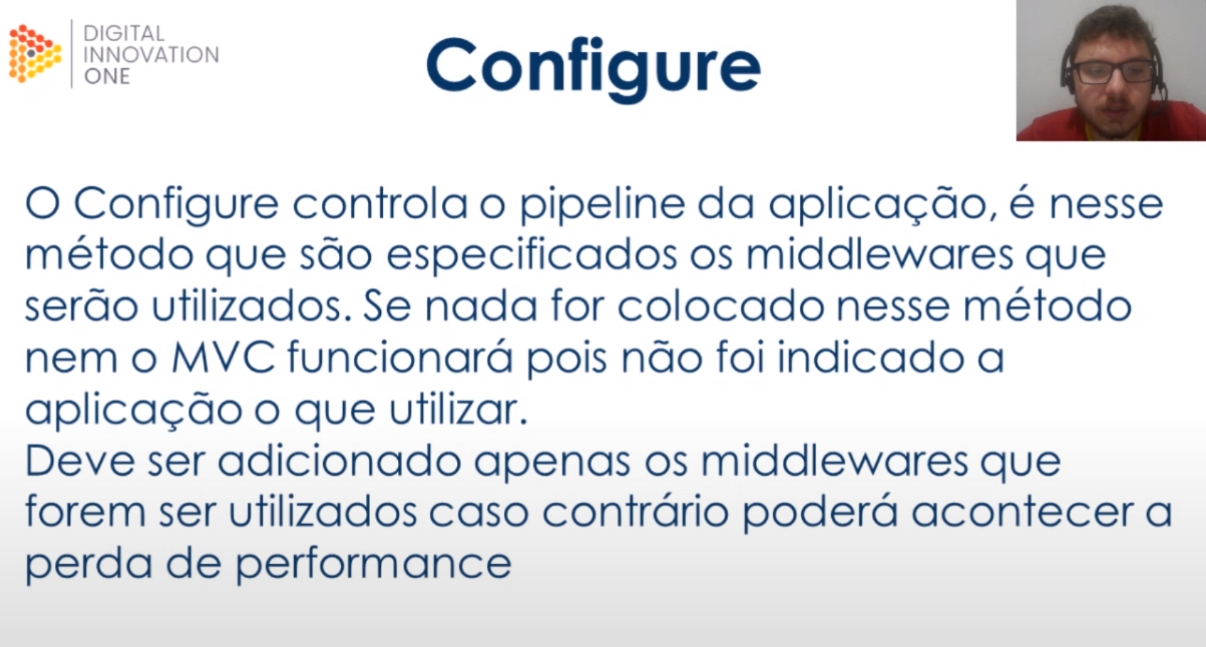 DIGITAL
INNOVATION
ONE
Configure
O Configure controla o pipeline da aplicação, é nesse
método que são especificados os middlewares que
serão utilizados. Se nada for colocado nesse método
nem o MVC funcionará pois não foi indicado a
aplicação o que utilizar.
Deve ser adicionado apenas os middlewares que
forem ser utilizados caso contrário poderá acontecer a
perda de performance